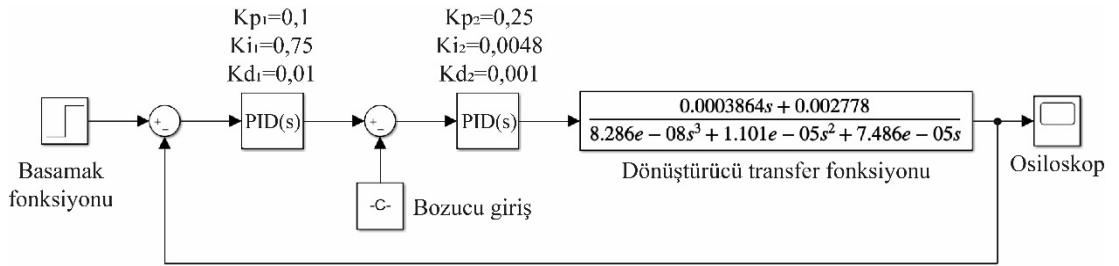 Kp₁=0,1
Ki₁=0,75
Kd₁=0,01
Kp₂=0,25
Ki₂=0,0048
Kd₂=0,001
+
−
PID(s)
+
−
PID(s)
0.0003864s + 0.002778
8.286e − 08s³ + 1.101e − 05s² + 7.486e − 05s
Basamak
fonksiyonu
-C-
Bozucu giriş
Dönüştürücü transfer fonksiyonu
Osiloskop